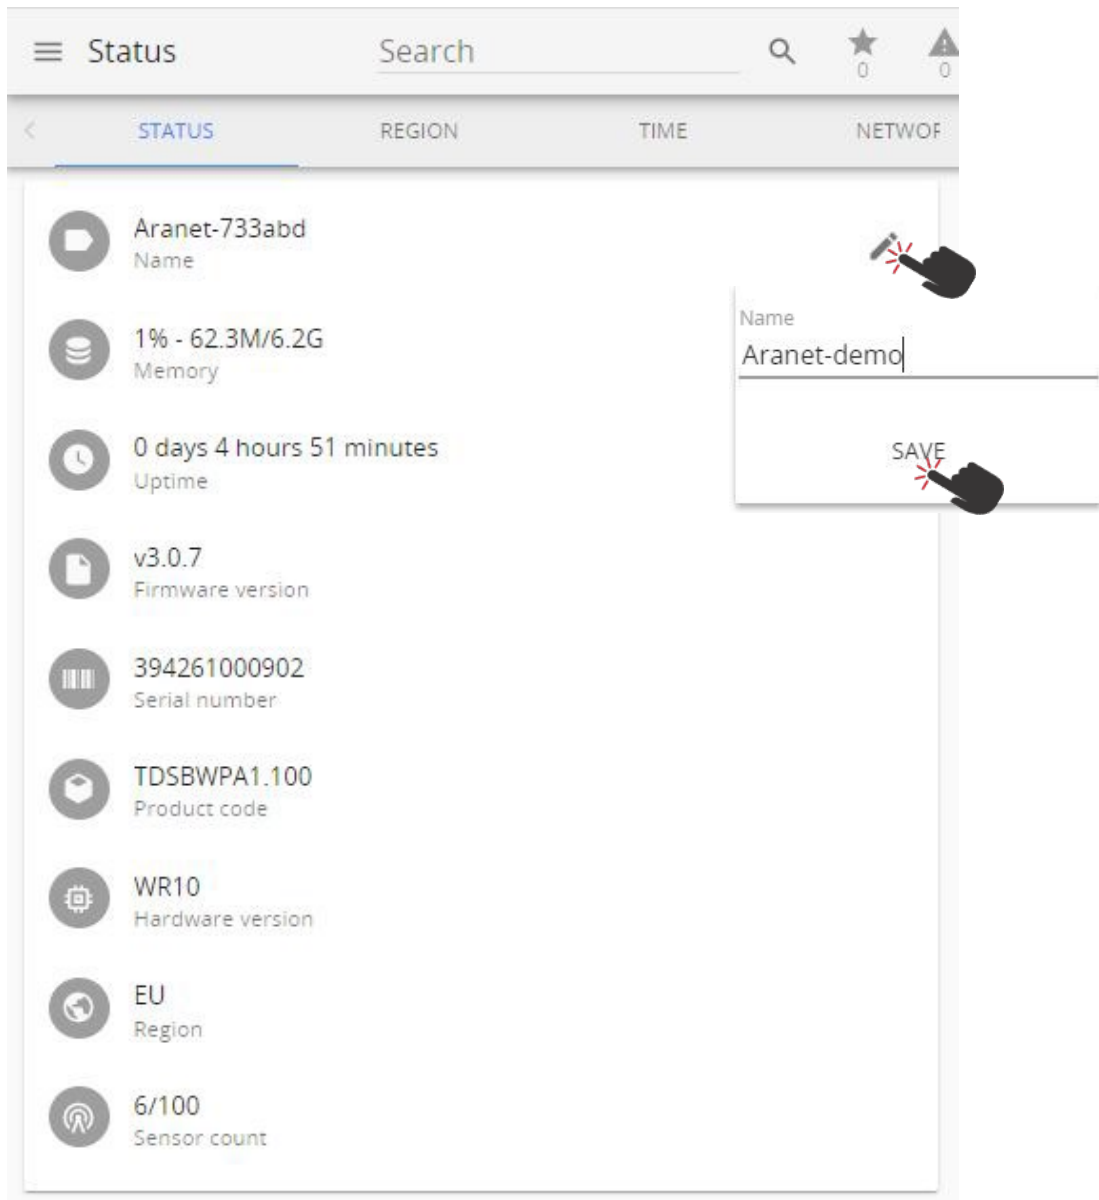 Status
Search
0
0
STATUS
REGION
TIME
NETWOR
Aranet-733abd
Name
Name
1% - 62.3M/6.2G
Aranet-demo
Memory
0 days 4 hours 51 minutes
SAVE
Uptime
v3.0.7
Firmware version
394261000902
Serial number
TDSBWPA1.100
Product code
WR10
Hardware version
EU
Region
6/100
Sensor count